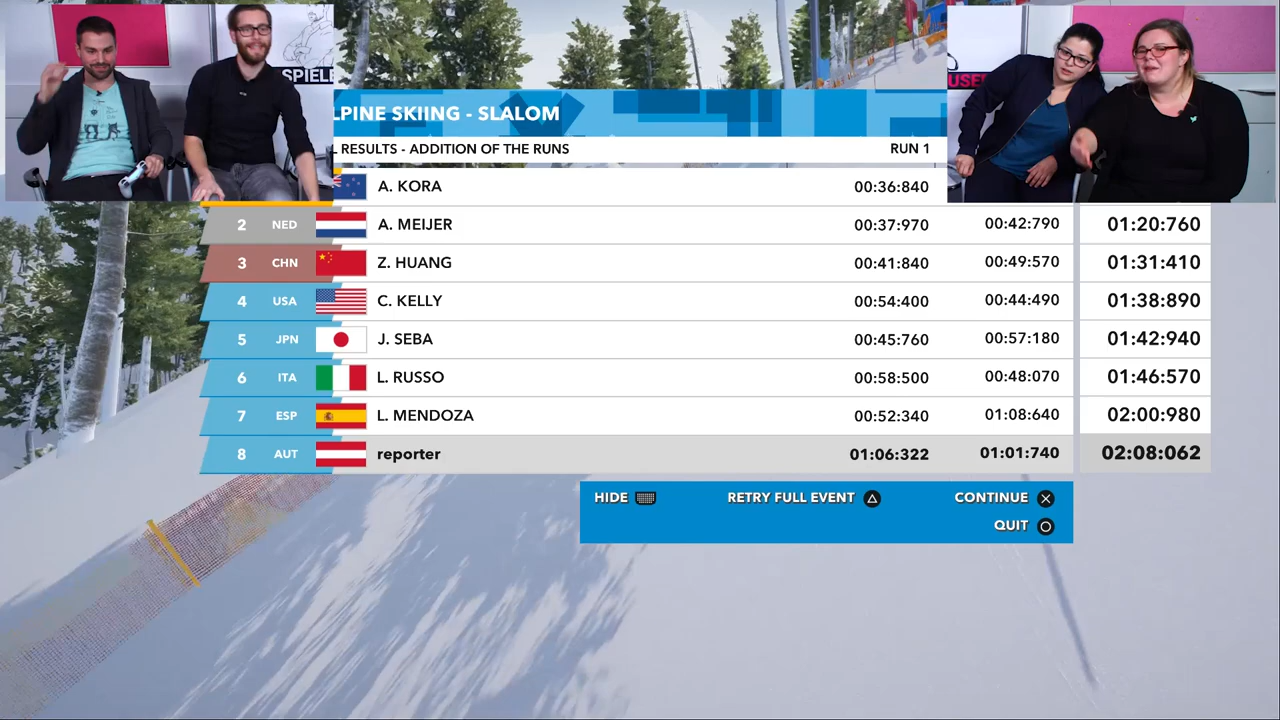 SPIELE
USER
LPINE SKIING - SLALOM
L RESULTS - ADDITION OF THE RUNS RUN 1
A. KORA 00:36:840
2 NED A. MEIJER 00:37:970 00:42:790 01:20:760
3 CHN Z. HUANG 00:41:840 00:49:570 01:31:410
4 USA C. KELLY 00:54:400 00:44:490 01:38:890
5 JPN J. SEBA 00:45:760 00:57:180 01:42:940
6 ITA L. RUSSO 00:58:500 00:48:070 01:46:570
7 ESP L. MENDOZA 00:52:340 01:08:640 02:00:980
8 AUT reporter 01:06:322 01:01:740 02:08:062
HIDE RETRY FULL EVENT CONTINUE
QUIT